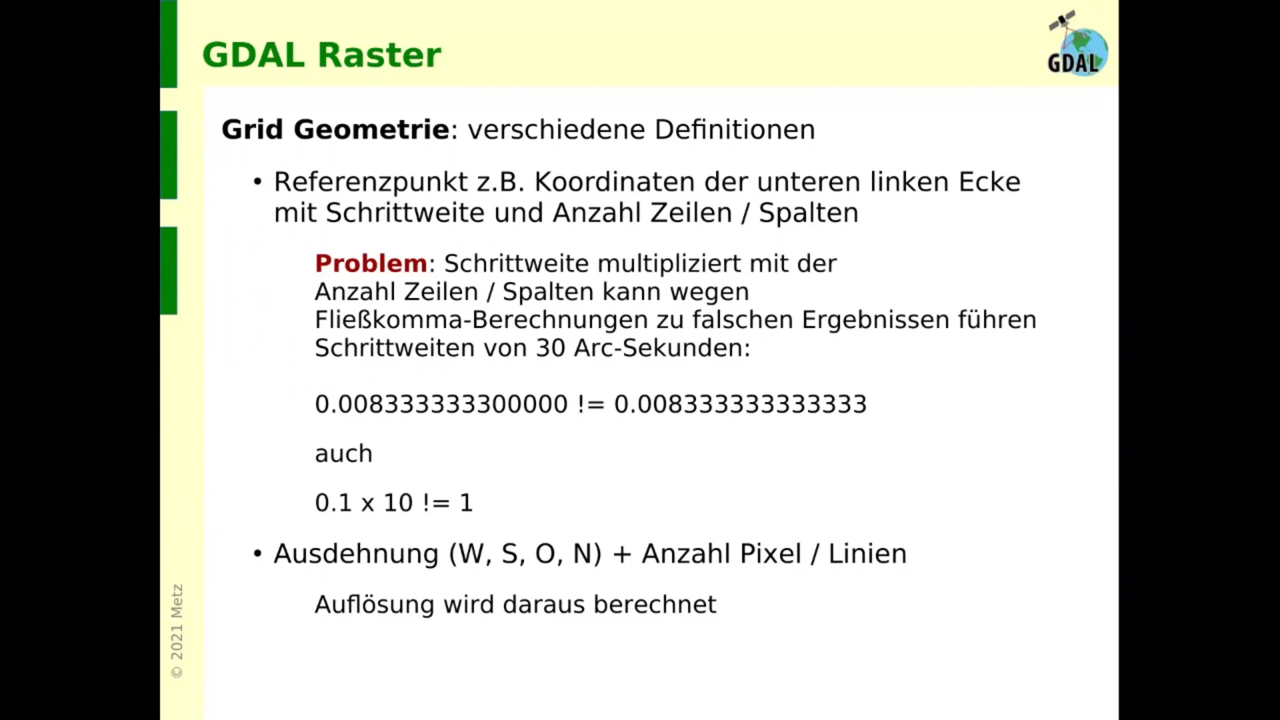 GDAL Raster
GDAL
Grid Geometrie: verschiedene Definitionen
• Referenzpunkt z.B. Koordinaten der unteren linken Ecke
mit Schrittweite und Anzahl Zeilen / Spalten
Problem: Schrittweite multipliziert mit der
Anzahl Zeilen / Spalten kann wegen
Fließkomma-Berechnungen zu falschen Ergebnissen führen
Schrittweiten von 30 Arc-Sekunden:
0.008333333300000 != 0.008333333333333
auch
0.1 x 10 != 1
• Ausdehnung (W, S, O, N) + Anzahl Pixel / Linien
Auflösung wird daraus berechnet
© 2021 Metz